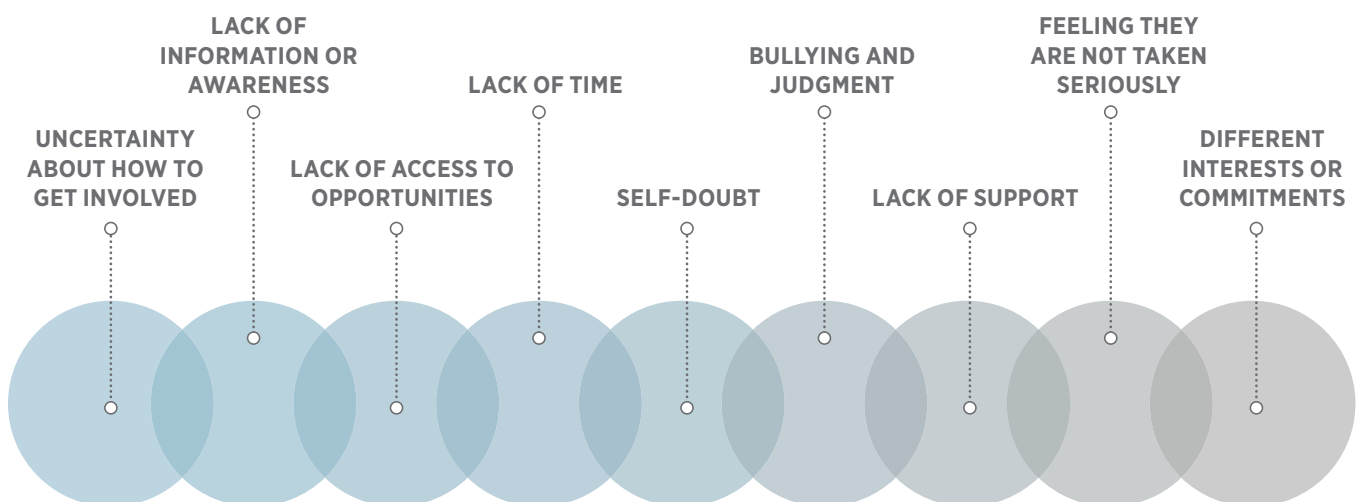 UNCERTAINTY
ABOUT HOW TO
GET INVOLVED
LACK OF
INFORMATION OR
AWARENESS
LACK OF ACCESS TO
OPPORTUNITIES
LACK OF TIME
SELF-DOUBT
BULLYING AND
JUDGMENT
LACK OF SUPPORT
FEELING THEY
ARE NOT TAKEN
SERIOUSLY
DIFFERENT
INTERESTS OR
COMMITMENTS